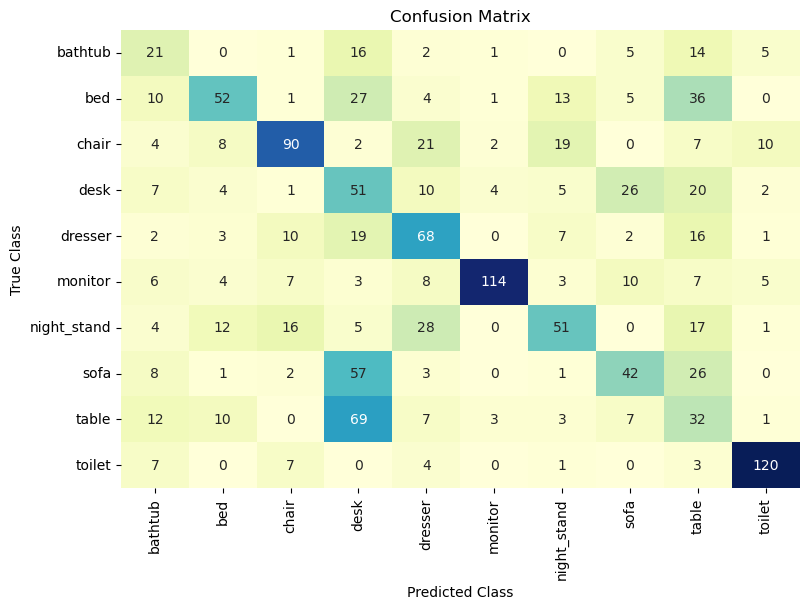 Confusion Matrix
True Class
bathtub 21 0 1 16 2 1 0 5 14 5
bed 10 52 1 27 4 1 13 5 36 0
chair 4 8 90 2 21 2 19 0 7 10
desk 7 4 1 51 10 4 5 26 20 2
dresser 2 3 10 19 68 0 7 2 16 1
monitor 6 4 7 3 8 114 3 10 7 5
night_stand 4 12 16 5 28 0 51 0 17 1
sofa 8 1 2 57 3 0 1 42 26 0
table 12 10 0 69 7 3 3 7 32 1
toilet 7 0 7 0 4 0 1 0 3 120
bathtub bed chair desk dresser monitor night_stand sofa table toilet
Predicted Class